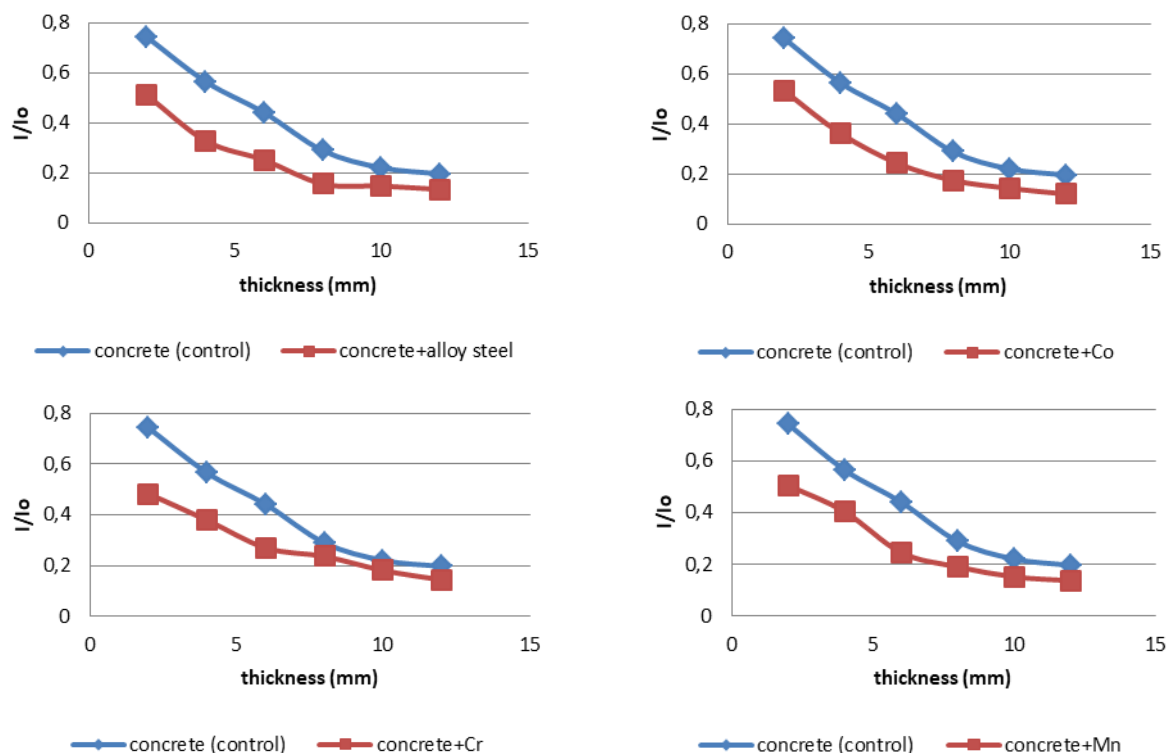 0,8
0,6
0,4
0,2
0
I/Io
0 5 10 15
thickness (mm)
concrete (control) concrete+alloy steel
0,8
0,6
0,4
0,2
0
I/Io
0 5 10 15
thickness (mm)
concrete (control) concrete+Co
0,8
0,6
0,4
0,2
0
I/Io
0 5 10 15
thickness (mm)
concrete (control) concrete+Cr
0,8
0,6
0,4
0,2
0
I/Io
0 5 10 15
thickness (mm)
concrete (control) concrete+Mn